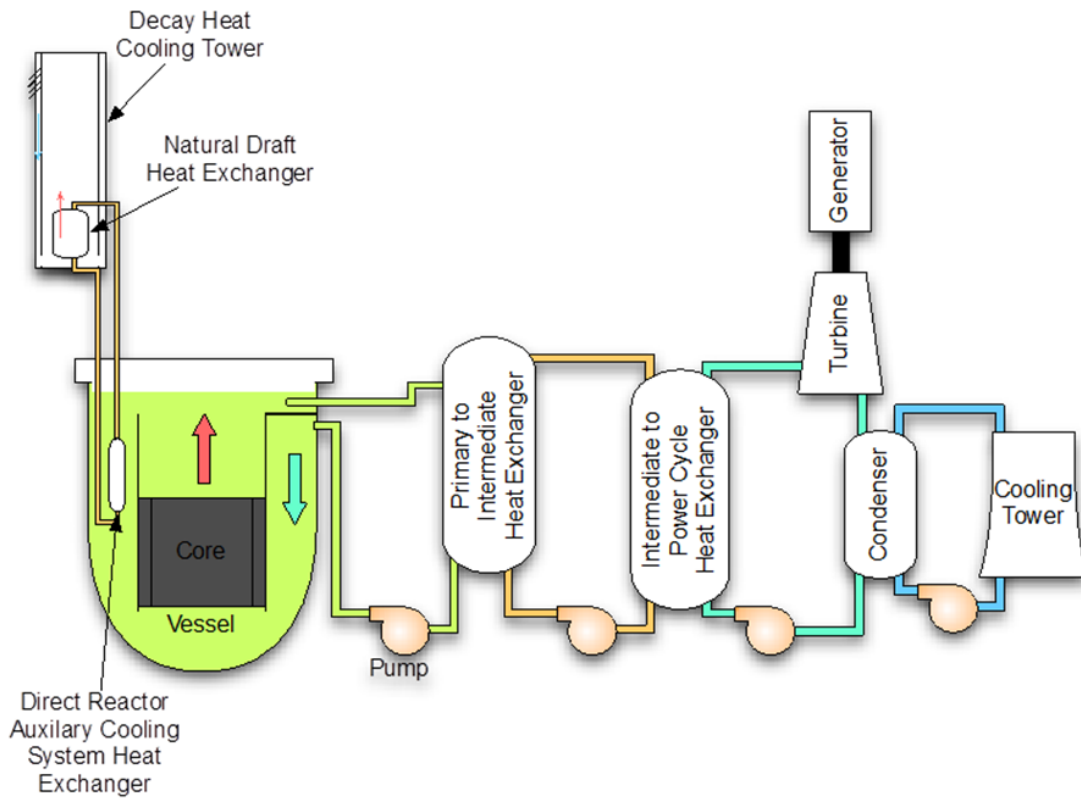 Decay Heat
Cooling Tower
Natural Draft
Heat Exchanger
Generator
Turbine
Primary to
Intermediate
Heat Exchanger
Intermediate to
Power Cycle
Heat Exchanger
Condenser
Cooling
Tower
Core
Vessel
Pump
Direct Reactor
Auxilary Cooling
System Heat
Exchanger